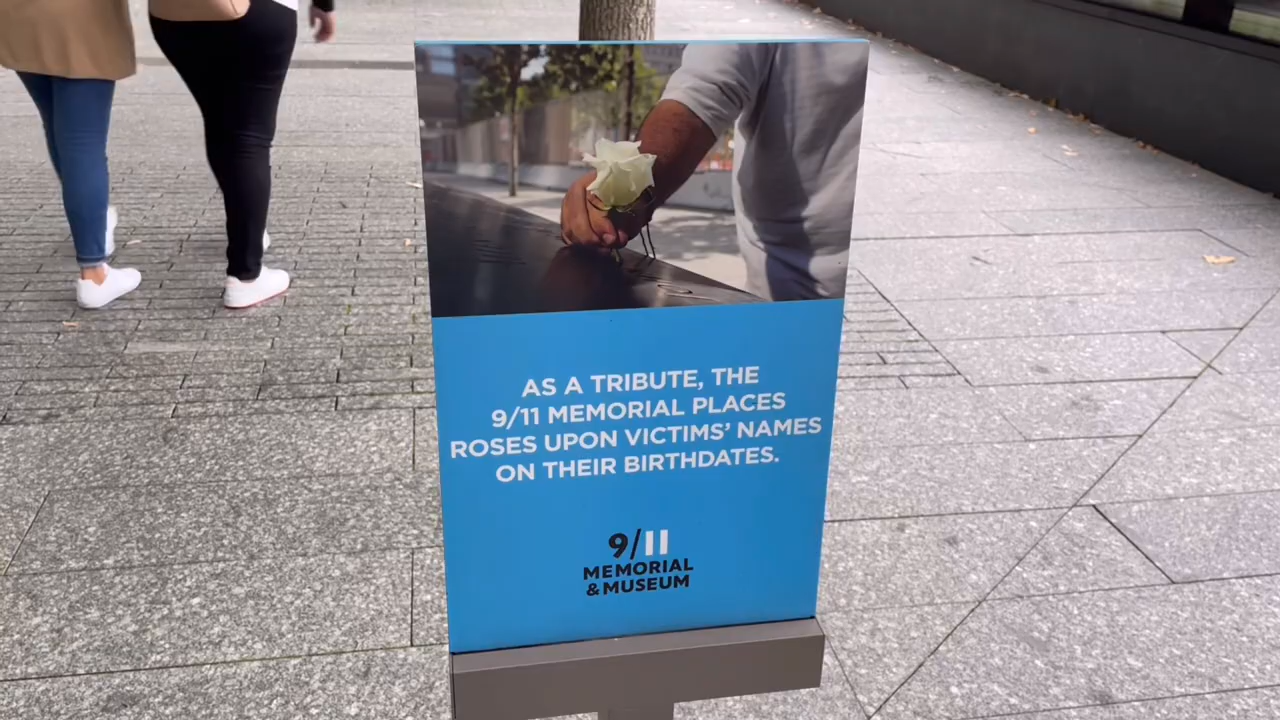 AS A TRIBUTE, THE
9/11 MEMORIAL PLACES
ROSES UPON VICTIMS’ NAMES
ON THEIR BIRTHDATES.
9/11
MEMORIAL
& MUSEUM